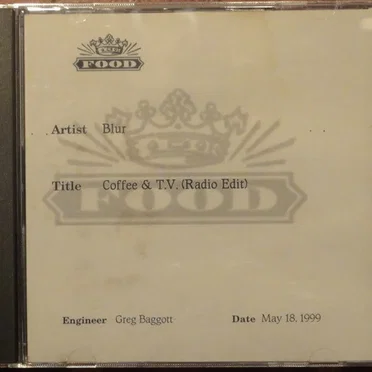 FOOD
Artist Blur
Title Coffee & T.V. (Radio Edit)
FOOD
Engineer Greg Baggott Date May 18, 1999